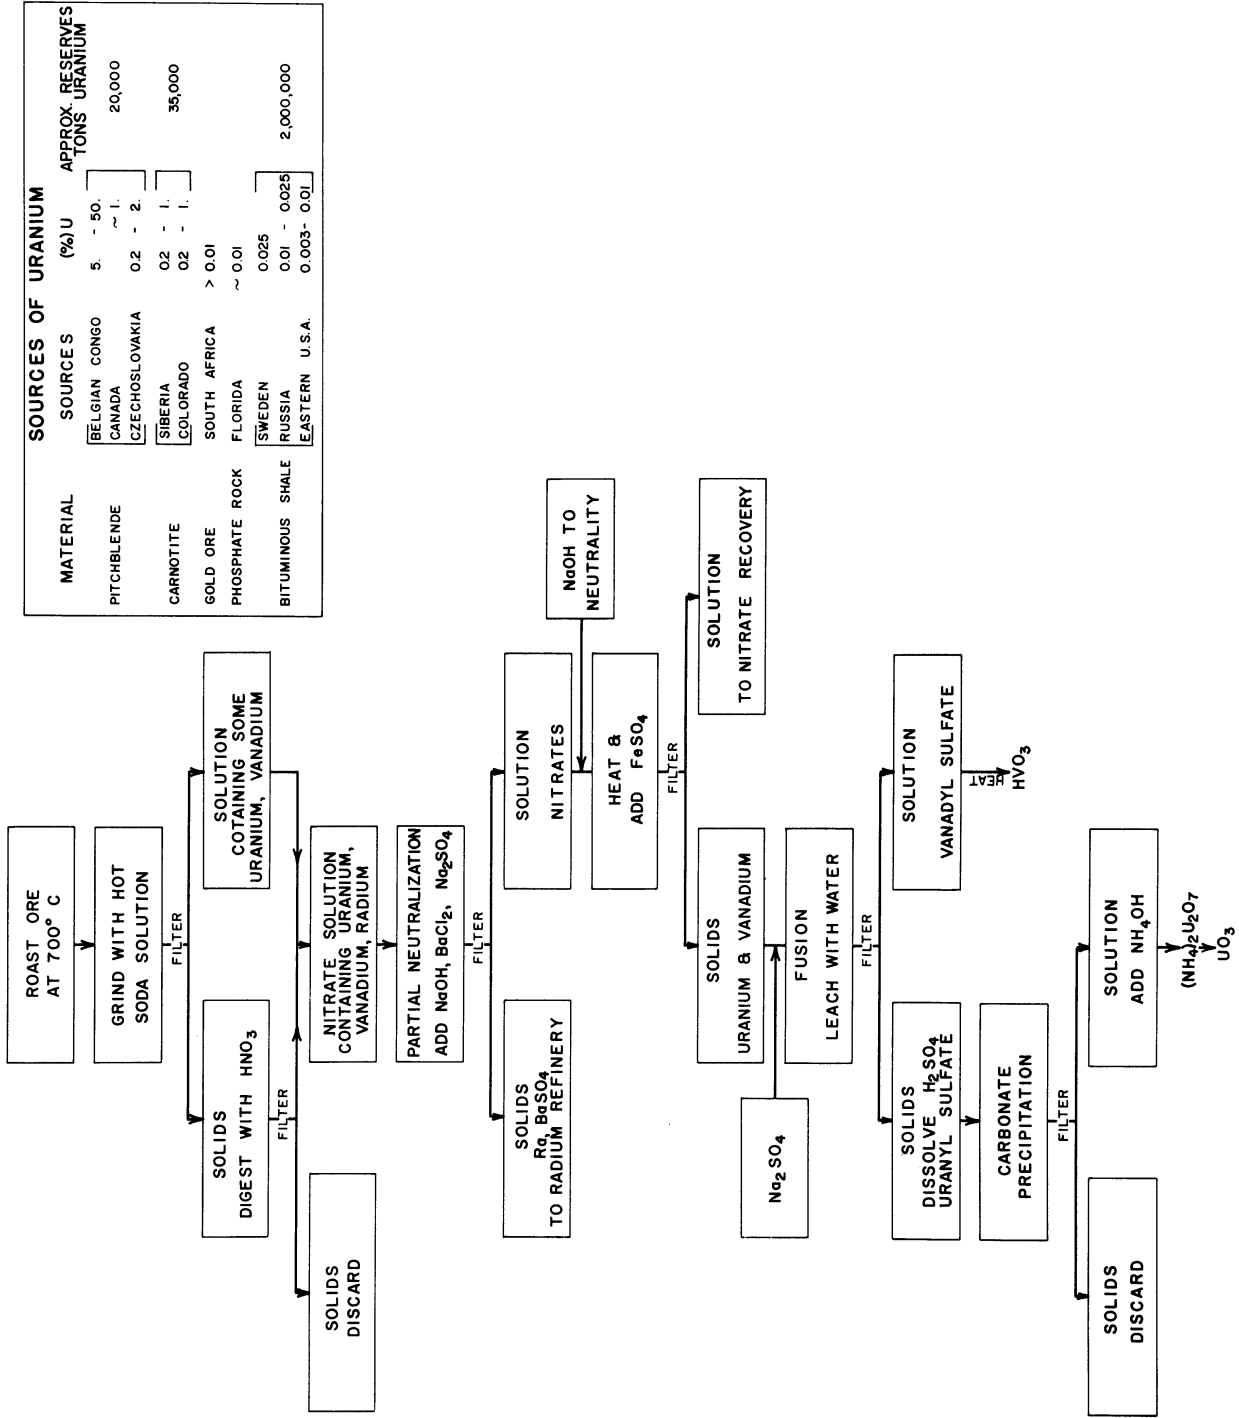 SOURCES OF URANIUM
MATERIAL SOURCES (%) U APPROX. RESERVES
TONS URANIUM
PITCHBLENDE
BELGIAN CONGO 5. - 50.
CANADA ~ 1. 20,000
CZECHOSLOVAKIA 0.2 - 2.
CARNOTITE
SIBERIA 0.2 - 1.
COLORADO 0.2 - 1.
35,000
GOLD ORE SOUTH AFRICA > 0.01
PHOSPHATE ROCK FLORIDA ~ 0.01
BITUMINOUS SHALE
SWEDEN 0.025
RUSSIA 0.01 - 0.025
EASTERN U.S.A. 0.003 - 0.01
2,000,000
ROAST ORE
AT 700° C
GRIND WITH HOT
SODA SOLUTION
FILTER
SOLIDS
DIGEST WITH HNO3
SOLUTION
COTAINING SOME
URANIUM, VANADIUM
FILTER
SOLIDS
DISCARD
NITRATE SOLUTION
CONTAINING URANIUM,
VANADIUM, RADIUM
PARTIAL NEUTRALIZATION
ADD NaOH, BaCl2, Na2SO4
FILTER
SOLIDS
Ra, BaSO4
TO RADIUM REFINERY
SOLUTION
NITRATES
NaOH TO
NEUTRALITY
HEAT &
ADD FeSO4
FILTER
SOLIDS
URANIUM & VANADIUM
SOLUTION
TO NITRATE RECOVERY
Na2SO4
FUSION
LEACH WITH WATER
FILTER
SOLIDS
DISSOLVE H2SO4
URANYL SULFATE
SOLUTION
VANADYL SULFATE
HEAT
HVO3
CARBONATE
PRECIPITATION
FILTER
SOLIDS
DISCARD
SOLUTION
ADD NH4OH
(NH4)2U2O7
UO3